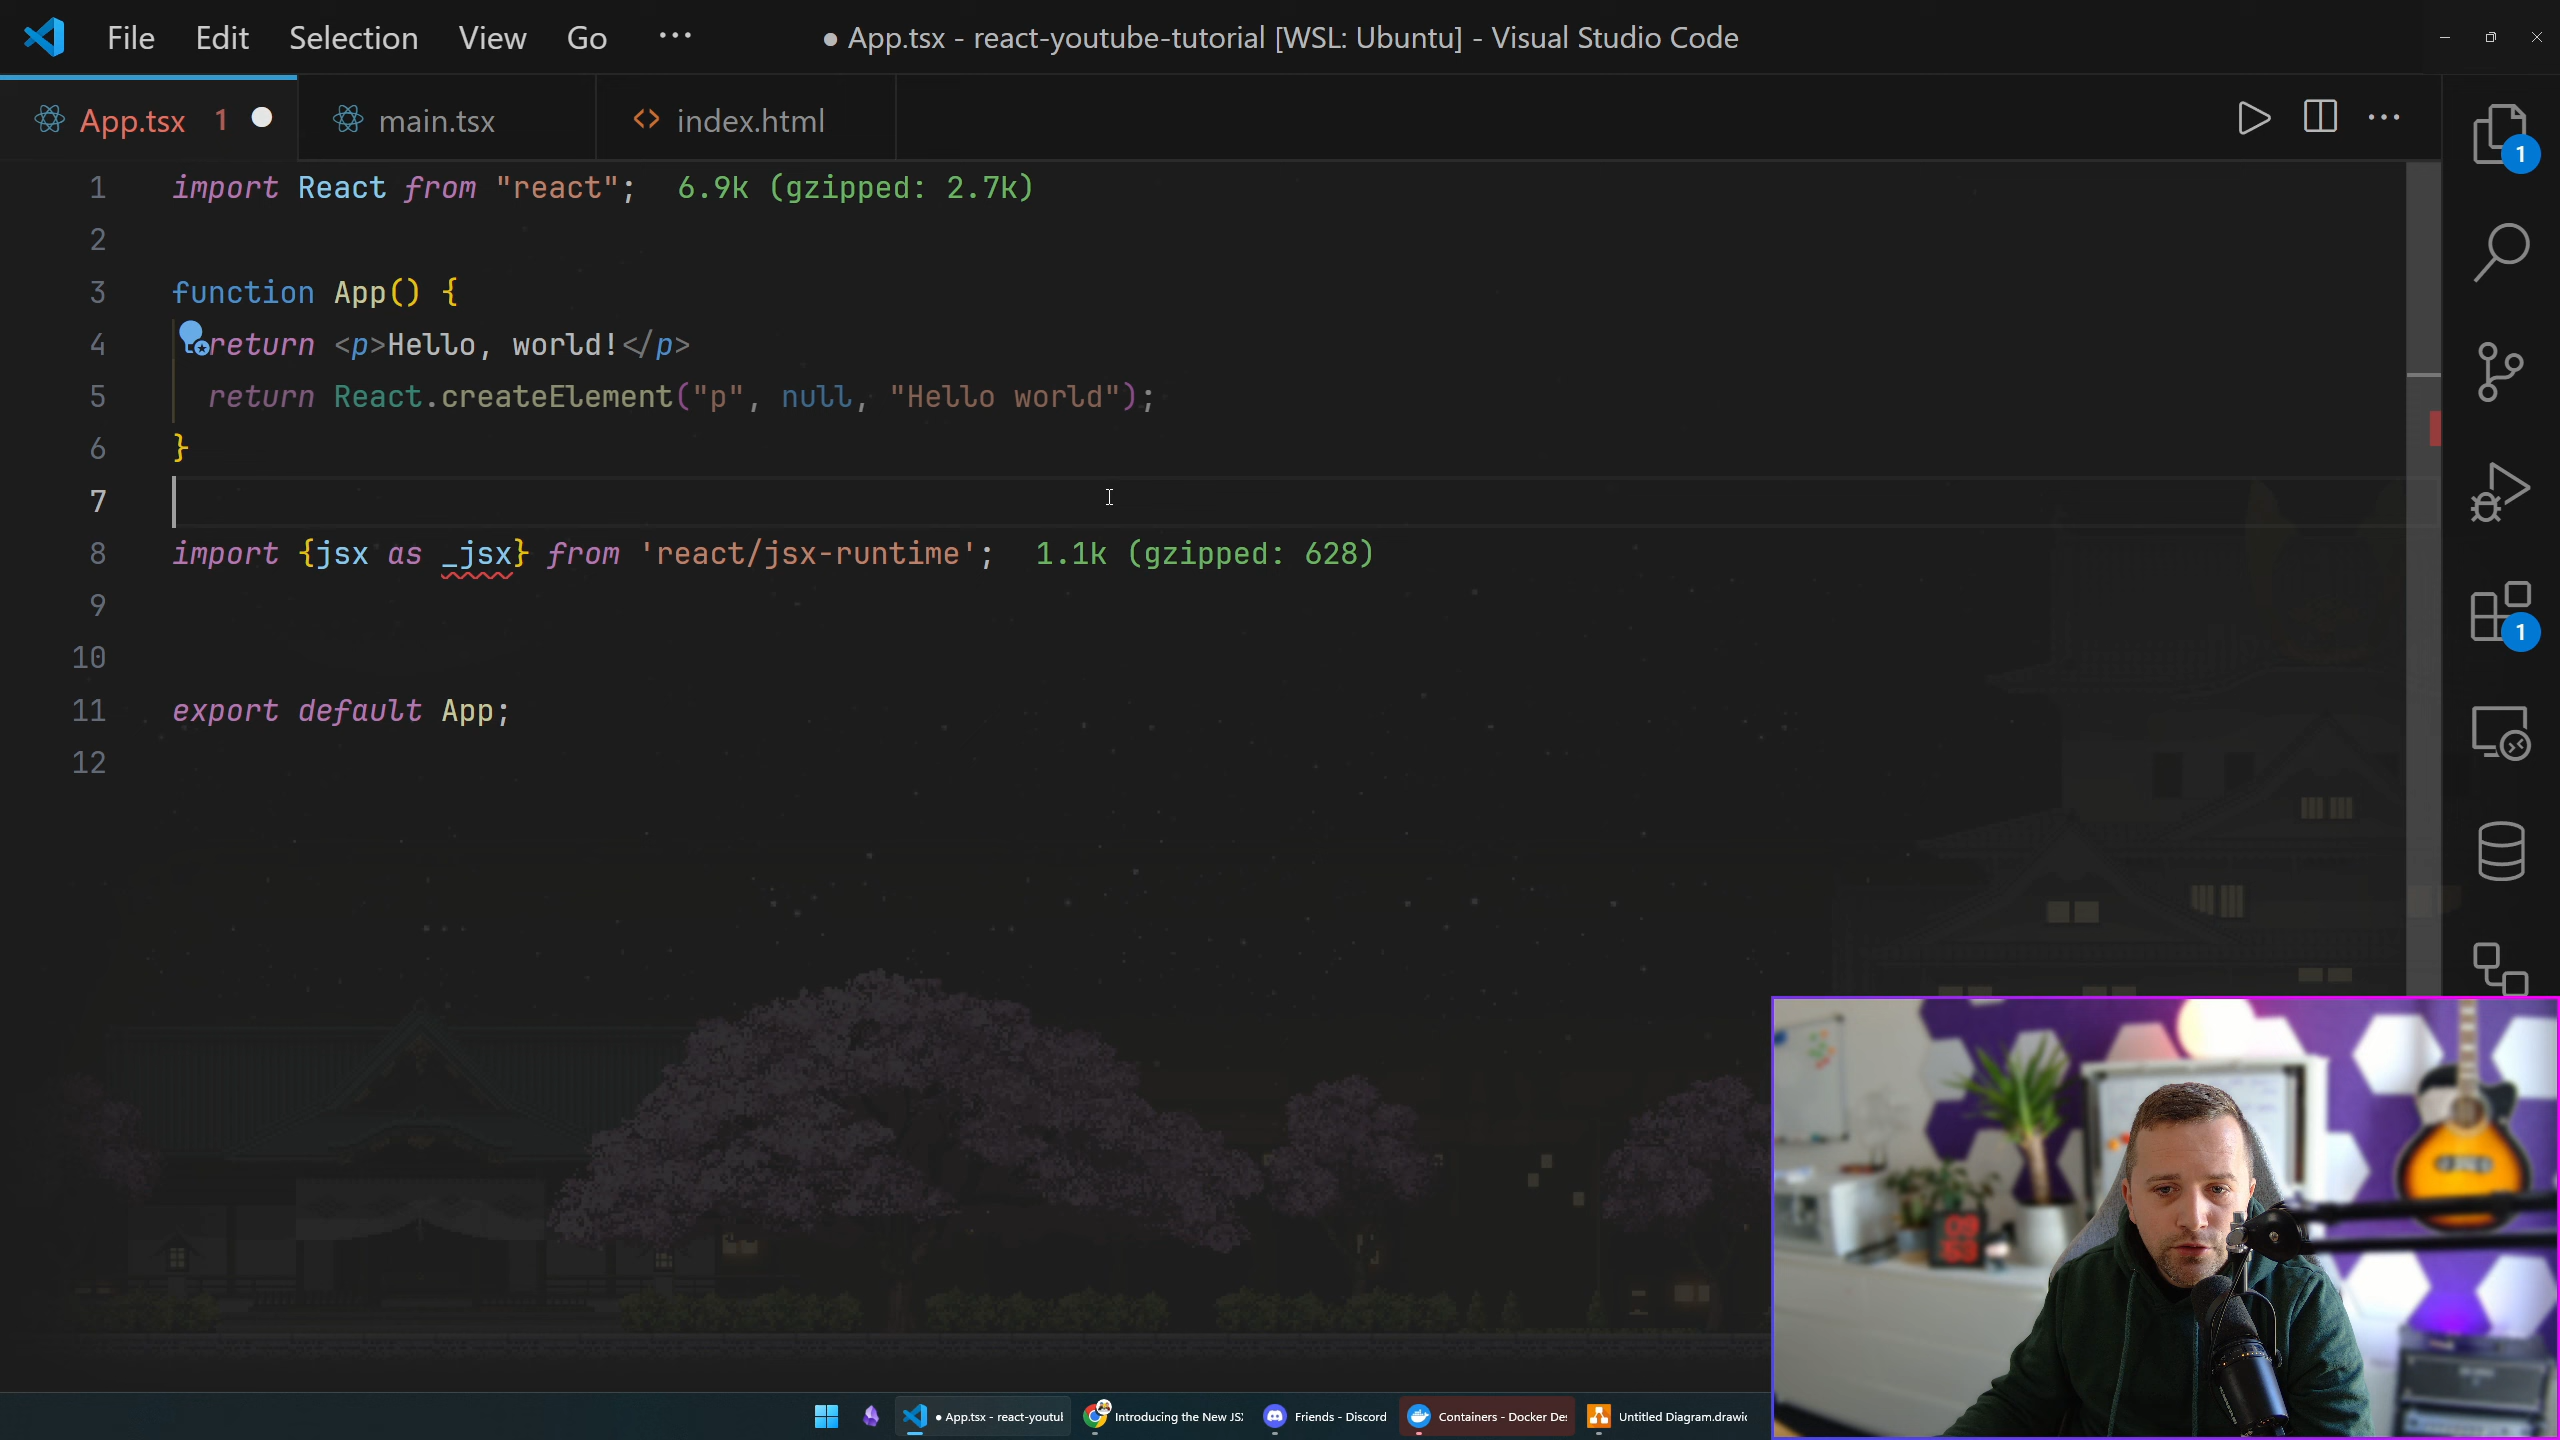 File Edit Selection View Go ··· ● App.tsx - react-youtube-tutorial [WSL: Ubuntu] - Visual Studio Code
App.tsx 1 ● main.tsx <> index.html
1 import React from "react"; 6.9k (gzipped: 2.7k)
2
3 function App() {
4 return <p>Hello, world!</p>
5 return React.createElement("p", null, "Hello world");
6 }
7
8 import {jsx as _jsx} from 'react/jsx-runtime'; 1.1k (gzipped: 628)
9
10
11 export default App;
12
1
1
● App.tsx - react-youtul Introducing the New JS Friends - Discord Containers - Docker De Untitled Diagram.drawi